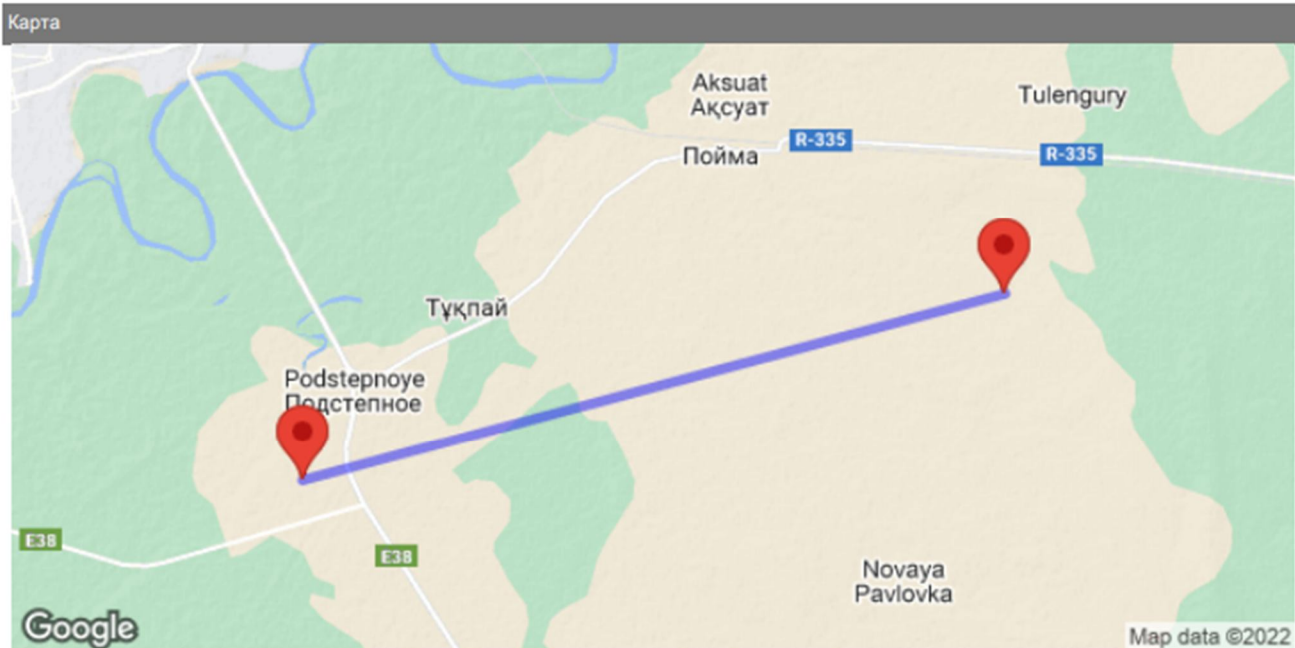 Карта
Aksuat
Ақсуат
Tulengury
R-335
Пойма
R-335
Тұқпай
Podstepnoye
Подстепное
E38
E38
Novaya
Pavlovka
Google
Map data ©2022